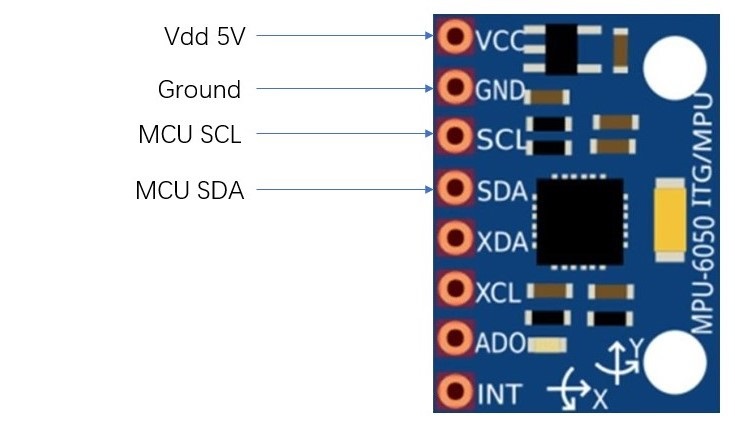 Vdd 5V
Ground
MCU SCL
MCU SDA
VCC
GND
SCL
SDA
XDA
XCL
ADO
INT
MPU-6050 ITG/MPU
Y
X